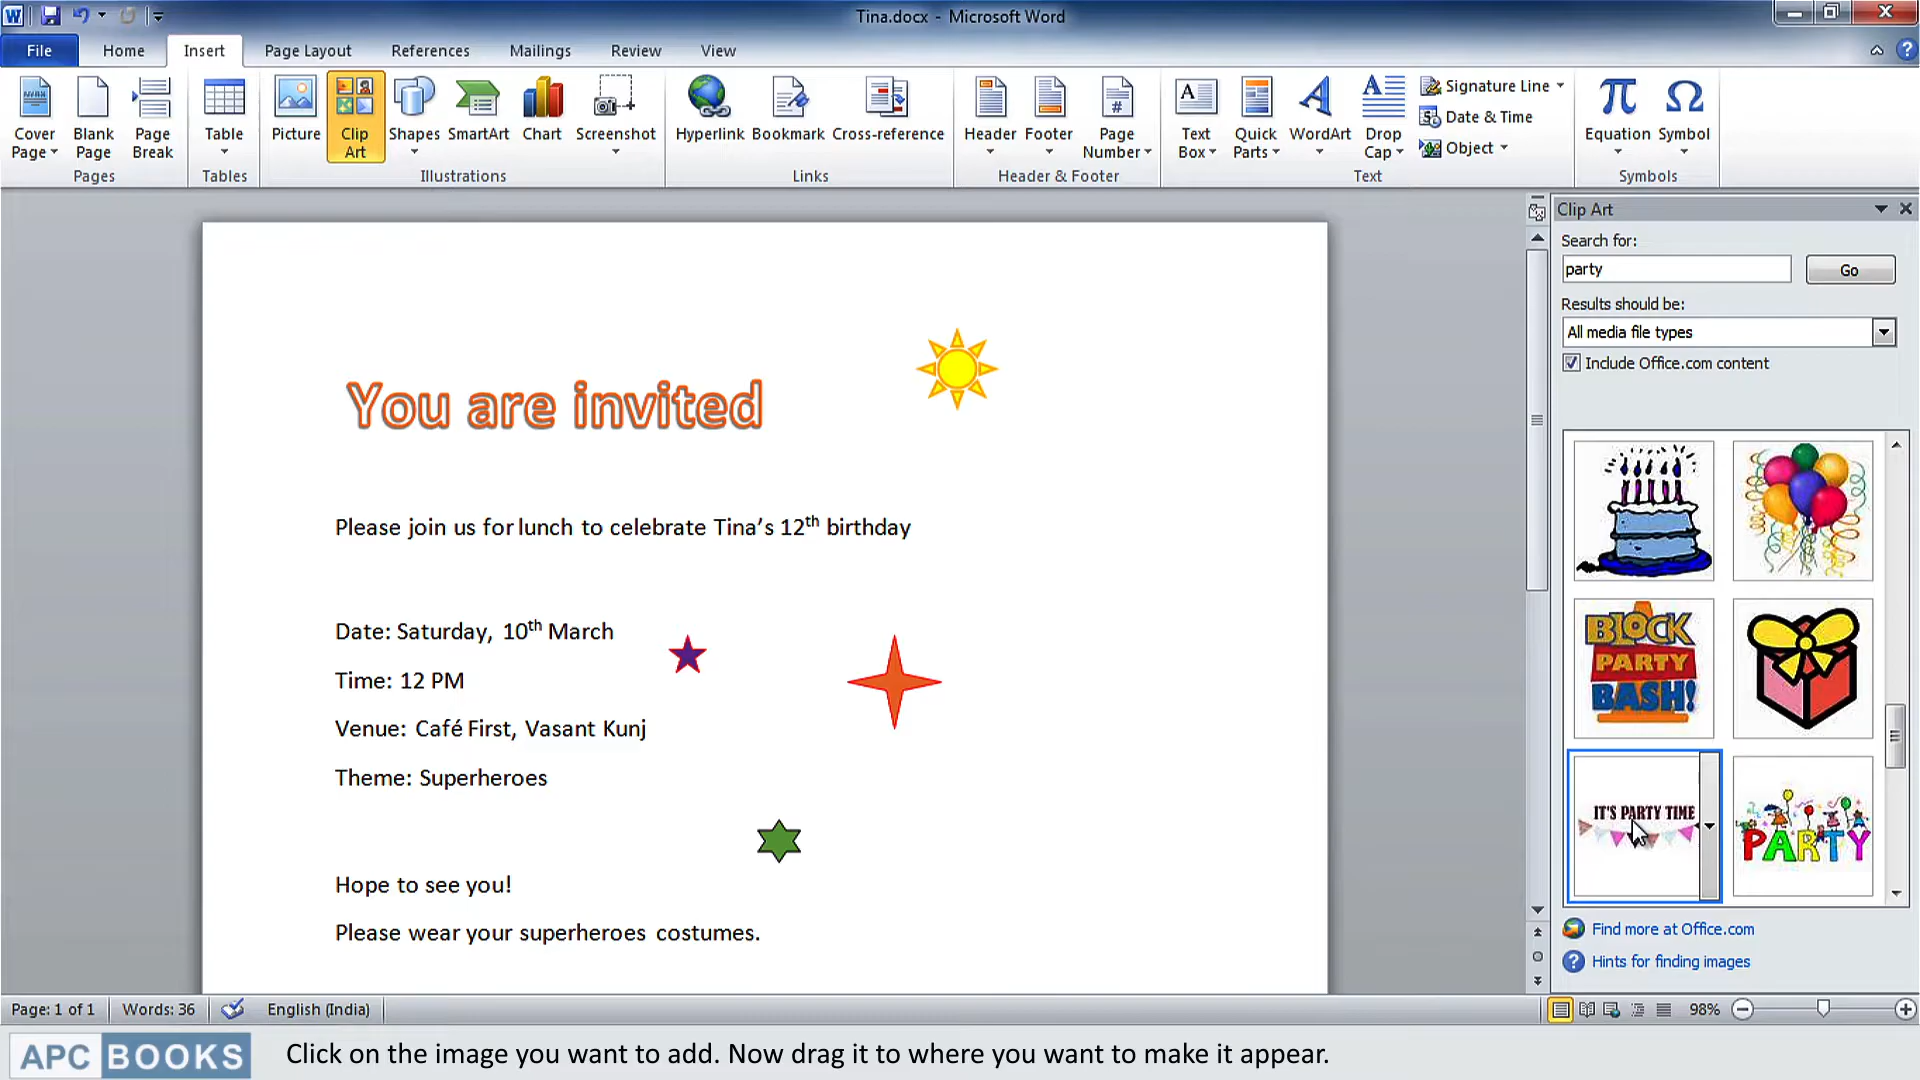 Tina.docx - Microsoft Word
File Home Insert Page Layout References Mailings Review View
Cover Page
Blank Page
Page Break
Pages
Table
Tables
Picture
Clip Art
Shapes
SmartArt
Chart
Screenshot
Illustrations
Hyperlink
Bookmark
Cross-reference
Links
Header
Footer
Page Number
Header & Footer
Text Box
Quick Parts
WordArt
Drop Cap
Signature Line
Date & Time
Object
Text
Equation
Symbol
Symbols
You are invited
Please join us for lunch to celebrate Tina's 12th birthday
Date: Saturday, 10th March
Time: 12 PM
Venue: Café First, Vasant Kunj
Theme: Superheroes
Hope to see you!
Please wear your superheroes costumes.
Clip Art
Search for:
party
Go
Results should be:
All media file types
Include Office.com content
BLOCK
PARTY
BASH!
IT'S PARTY TIME
PARTY
Find more at Office.com
Hints for finding images
Page: 1 of 1 Words: 36 English (India) 98%
APC BOOKS
Click on the image you want to add. Now drag it to where you want to make it appear.